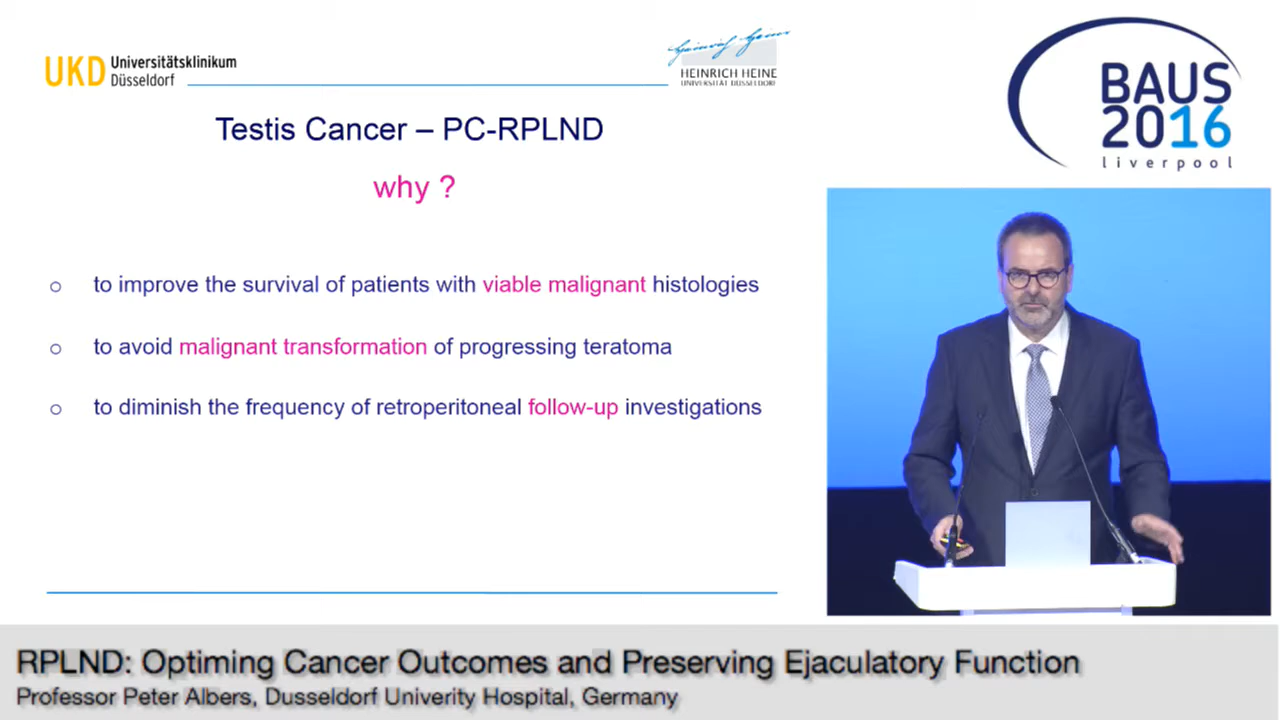 UKD Universitätsklinikum
Düsseldorf
Heinrich Heine
HEINRICH HEINE
UNIVERSITÄT DÜSSELDORF
BAUS
2016
liverpool
Testis Cancer – PC-RPLND
why ?
o to improve the survival of patients with viable malignant histologies
o to avoid malignant transformation of progressing teratoma
o to diminish the frequency of retroperitoneal follow-up investigations
RPLND: Optiming Cancer Outcomes and Preserving Ejaculatory Function
Professor Peter Albers, Dusseldorf Univerity Hospital, Germany